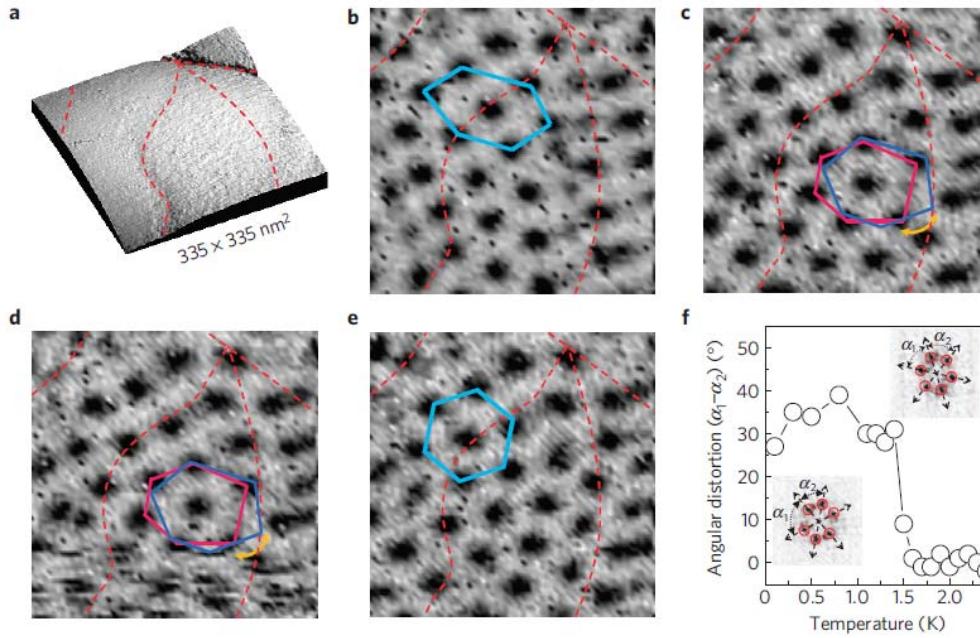 a
335 x 335 nm²
b
c
d
e
f
Angular distortion (α₁–α₂) (°)
50
40
30
20
10
0
α₁
α₂
α₂
α₁
0
0.5
1.0
1.5
2.0
Temperature (K)